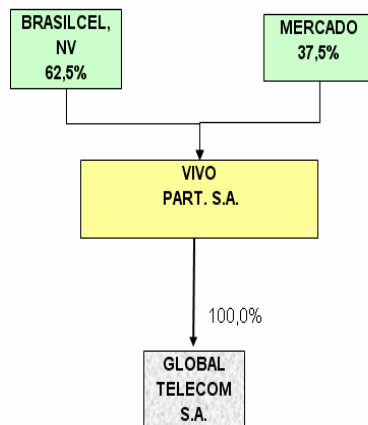 BRASILCEL,
NV
62,5%
MERCADO
37,5%
VIVO
PART. S.A.
100,0%
GLOBAL
TELECOM
S.A.